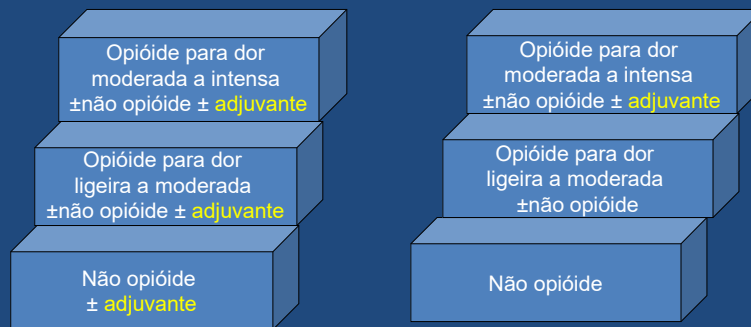 Opióide para dor
moderada a intensa
±não opióide ± adjuvante
Opióide para dor
ligeira a moderada
±não opióide ± adjuvante
Não opióide
± adjuvante
Opióide para dor
moderada a intensa
±não opióide ± adjuvante
Opióide para dor
ligeira a moderada
±não opióide
Não opióide